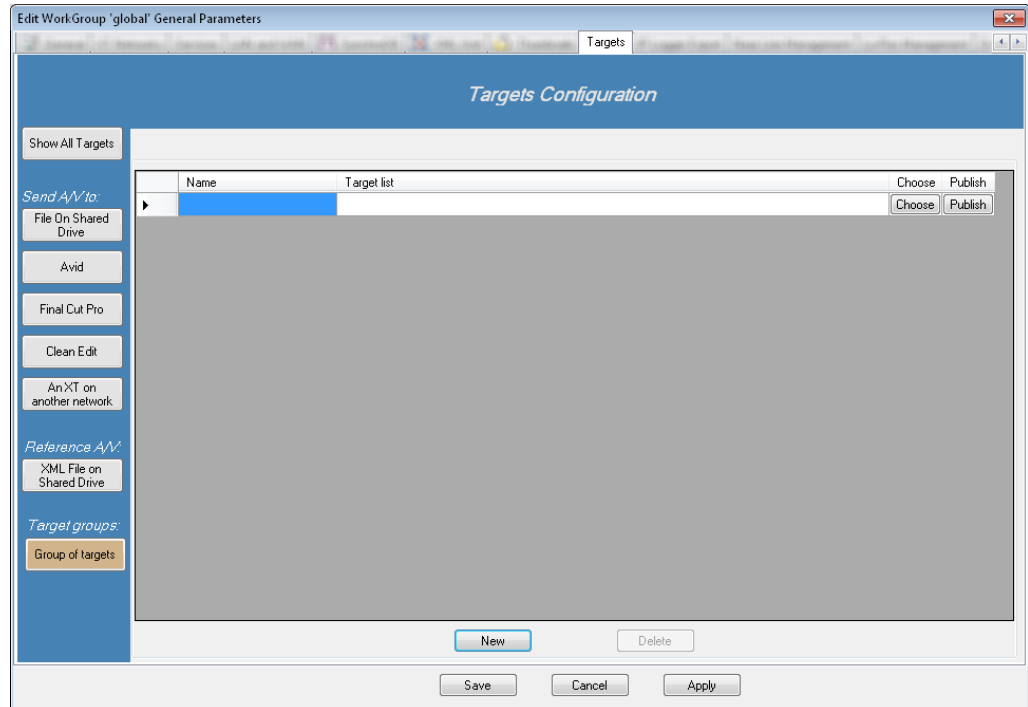 Edit WorkGroup 'global' General Parameters
Targets
Targets Configuration
Show All Targets
Send A/V to:
File On Shared
Drive
Avid
Final Cut Pro
Clean Edit
An XT on
another network
Reference A/V:
XML File on
Shared Drive
Target groups:
Group of targets
Name Target list Choose Publish
Choose Publish
New Delete
Save Cancel Apply